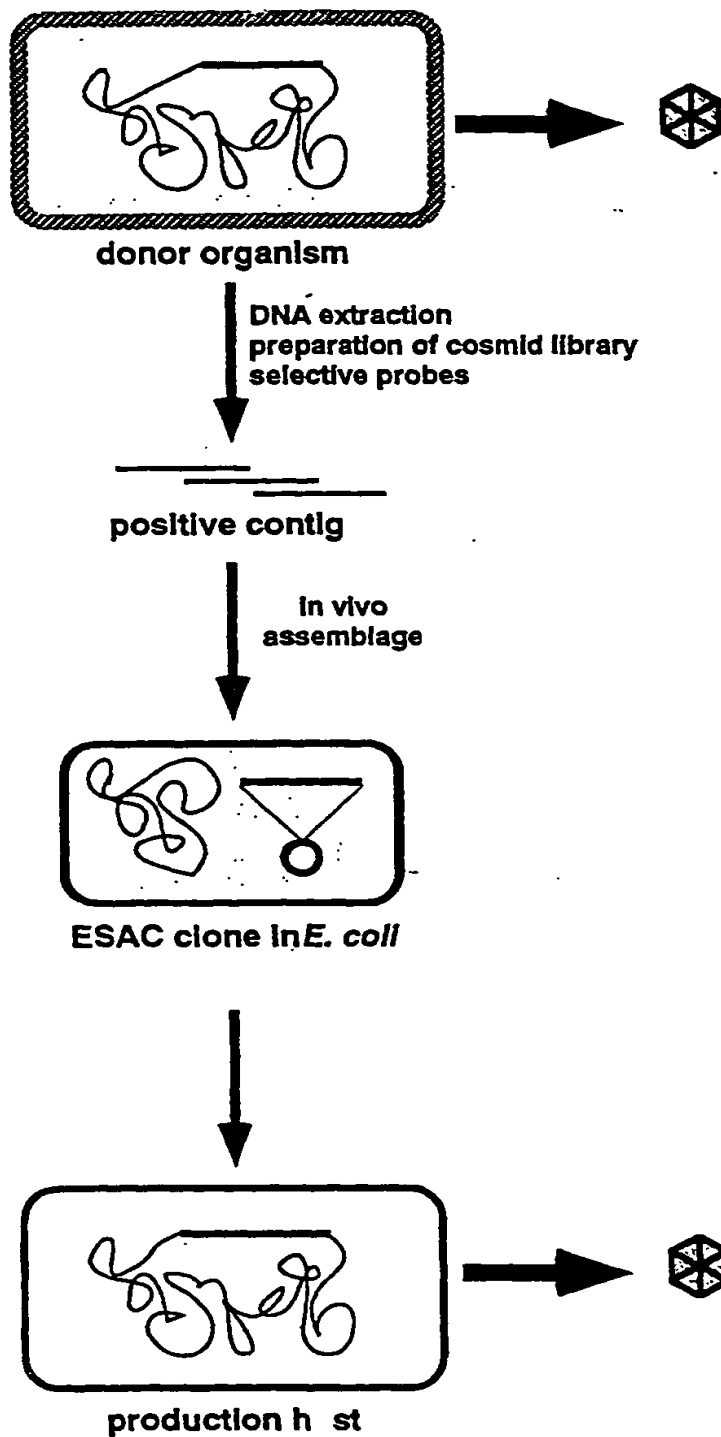 donor organism
DNA extraction
preparation of cosmid library
selective probes
positive contig
in vivo
assemblage
ESAC clone in E. coli
production h st